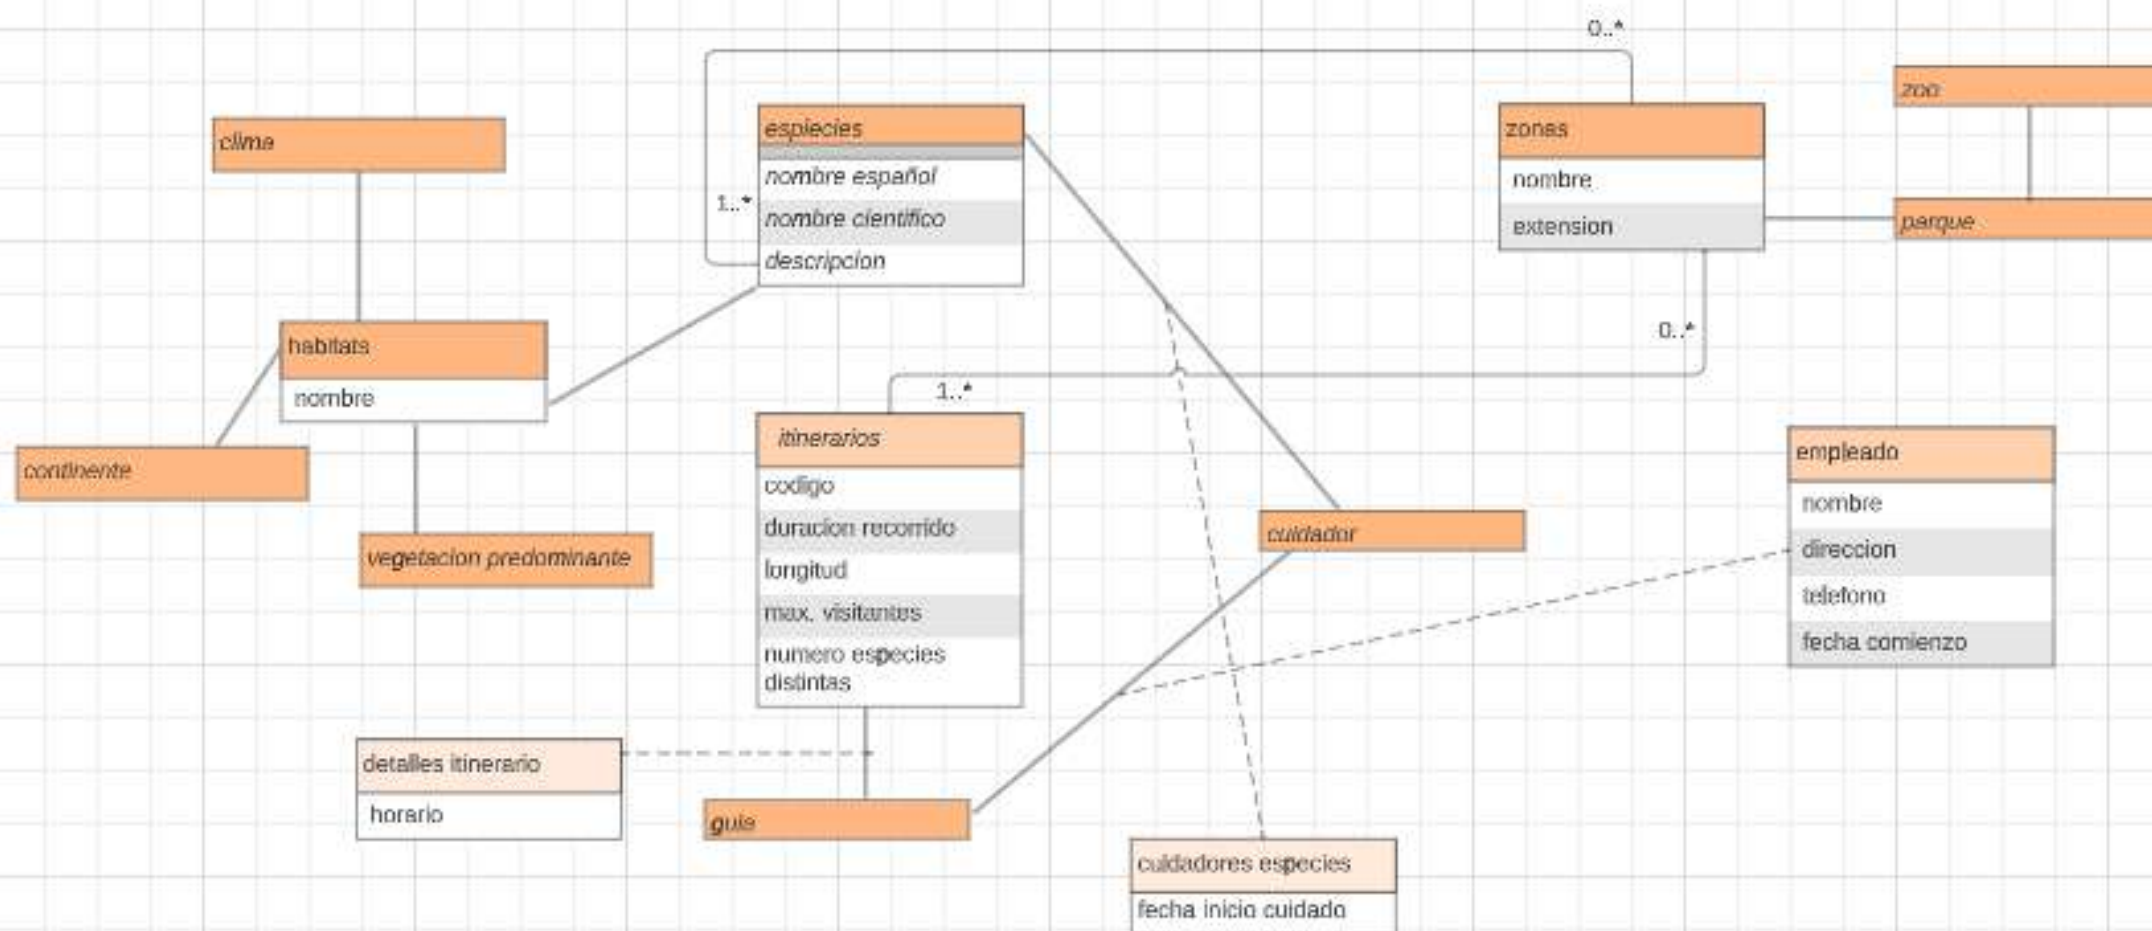 0..*
zoo
clima
especies
zonas
nombre español
nombre
1..*
nombre cientifico
parque
extension
descripcion
0..*
habitats
1..*
nombre
itinerarios
empleado
continente
codigo
nombre
duracion recorrido
cuidador
direccion
vegetacion predominante
longitud
telefono
max. visitantes
fecha comienzo
numero especies
distintas
detalles itinerario
horario
guia
cuidadores especies
fecha inicio cuidado